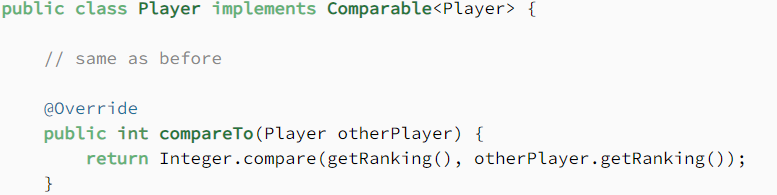 public class Player implements Comparable<Player> {
// same as before
@Override
public int compareTo(Player otherPlayer) {
return Integer.compare(getRanking(), otherPlayer.getRanking());
}